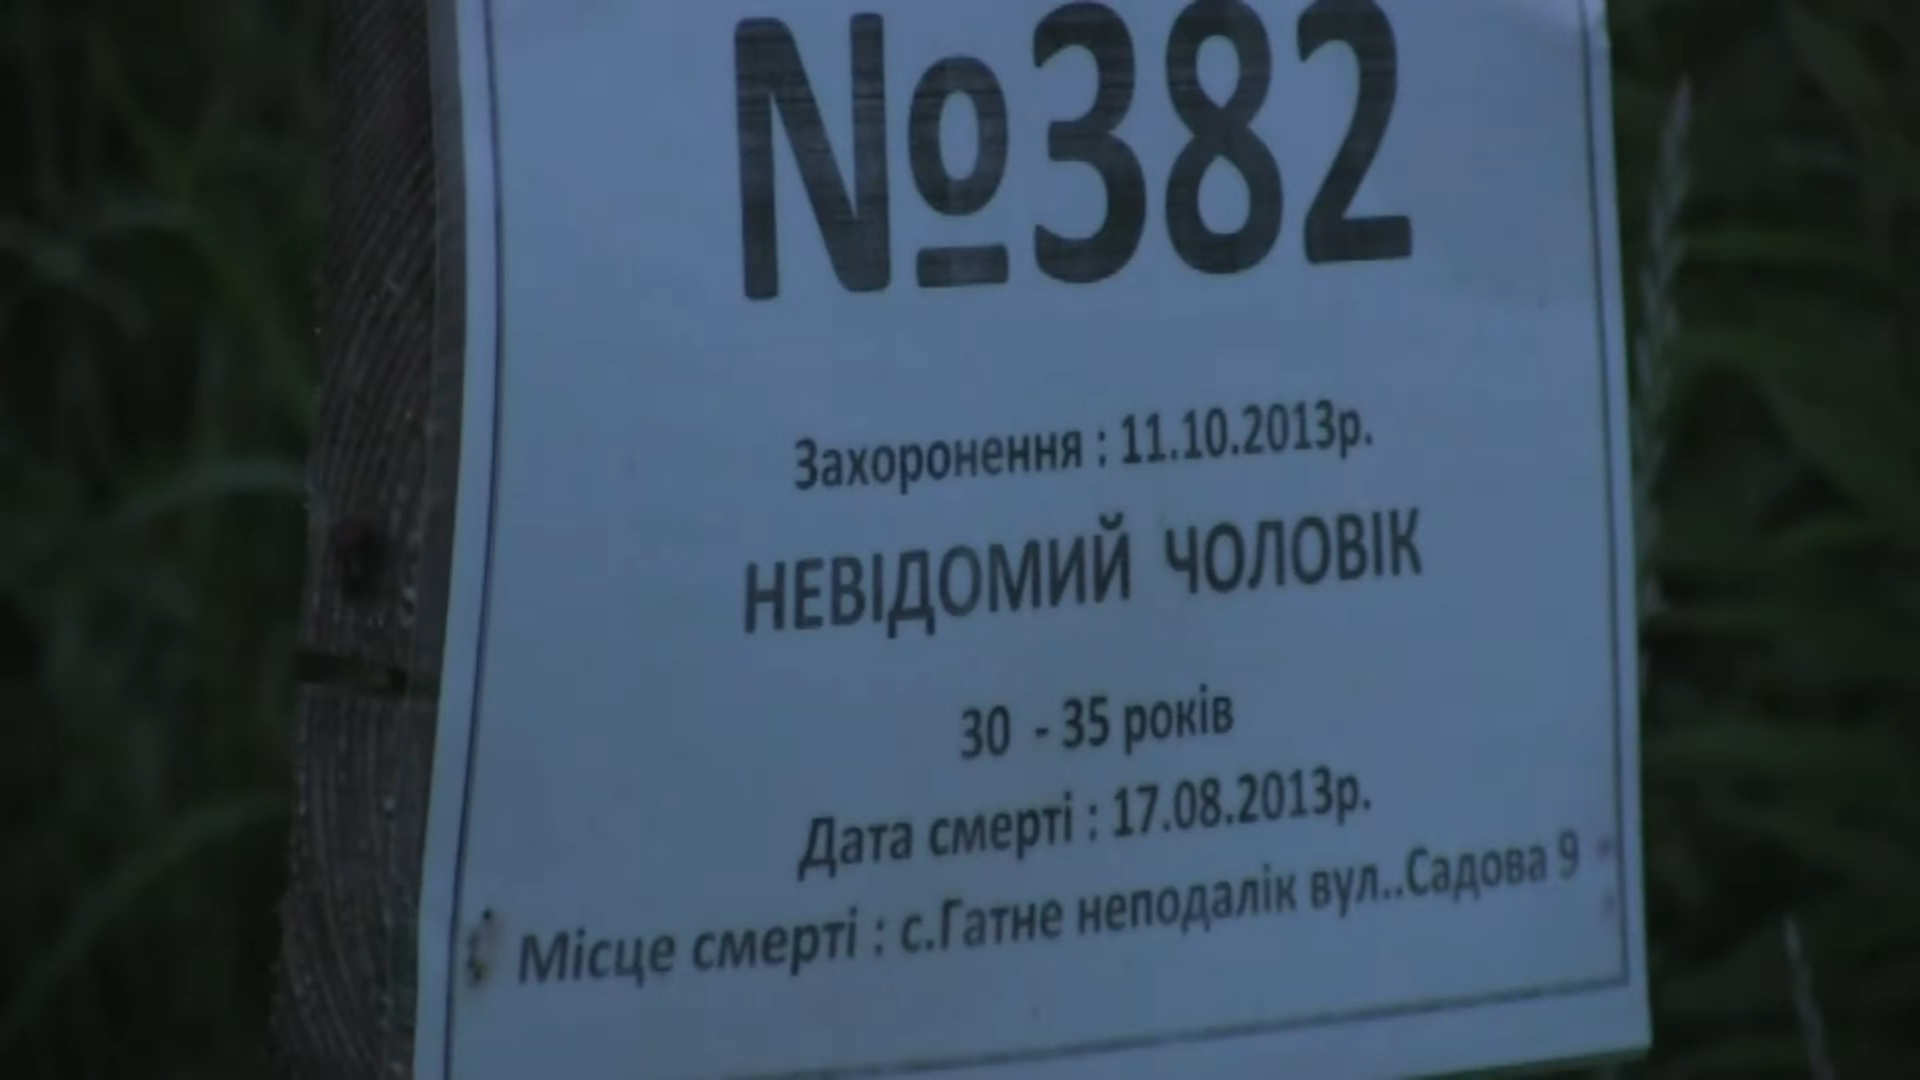 №382
Захоронення : 11.10.2013р.
НЕВІДОМИЙ ЧОЛОВІК
30 - 35 років
Дата смерті : 17.08.2013р.
Місце смерті : с.Гатне неподалік вул..Садова 9